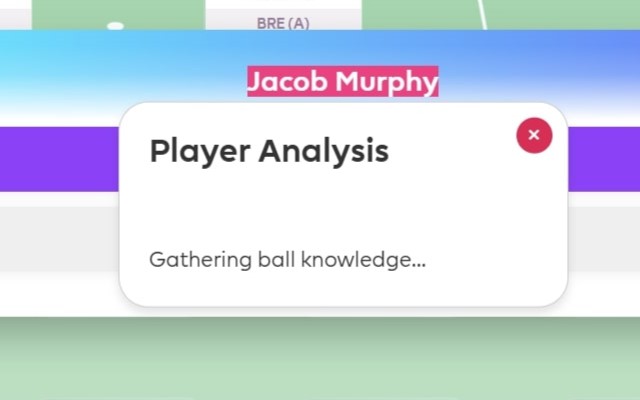 BRE (A)
Jacob Murphy
Player Analysis
×
Gathering ball knowledge...